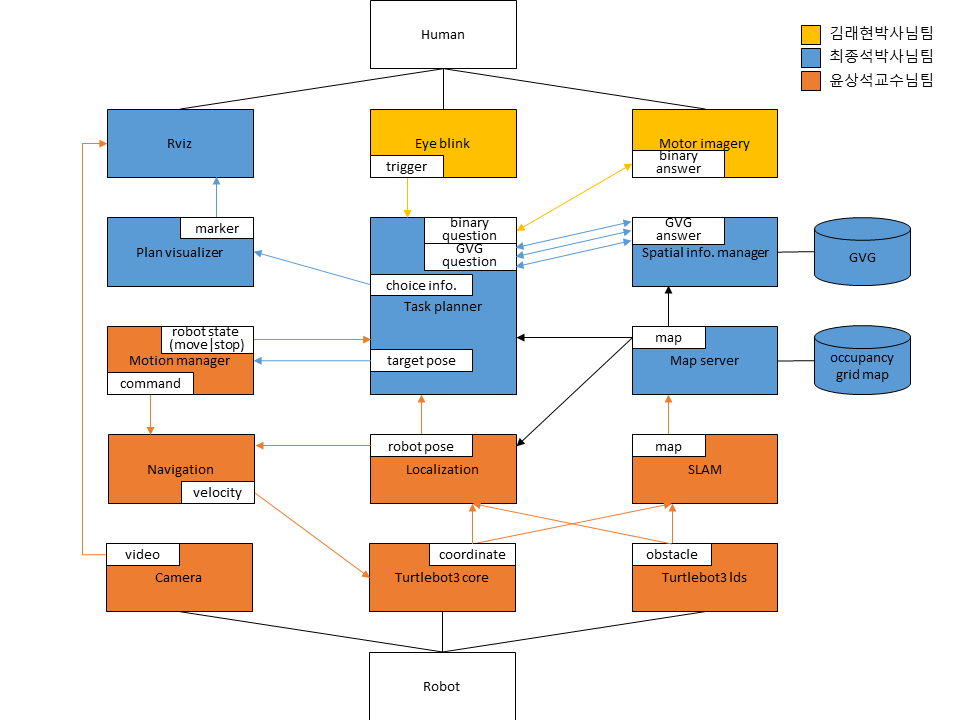 Human
김래현박사님팀
최종석박사님팀
윤상석교수님팀
Rviz
Eye blink
trigger
Motor imagery
binary
answer
marker
Plan visualizer
binary
question
GVG
question
choice info.
Task planner
GVG
answer
Spatial info. manager
GVG
robot state
(move|stop)
Motion manager
command
target pose
map
Map server
occupancy
grid map
Navigation
velocity
robot pose
Localization
map
SLAM
video
Camera
coordinate
Turtlebot3 core
obstacle
Turtlebot3 lds
Robot